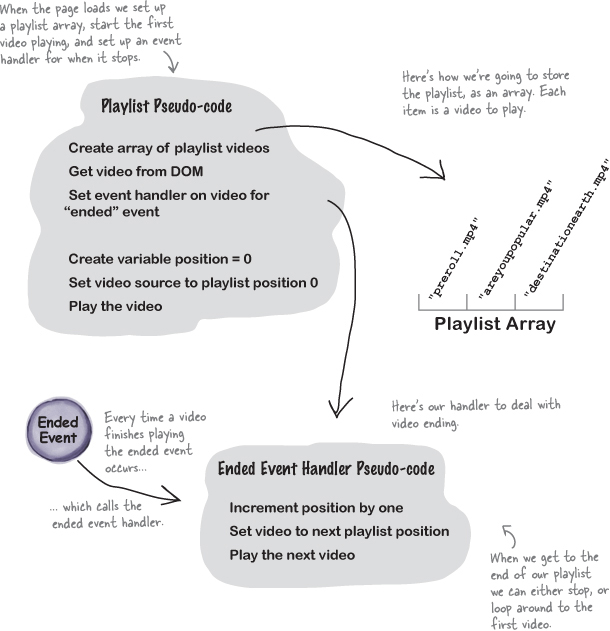 When the page loads we set up
a playlist array, start the first
video playing, and set up an event
handler for when it stops.
Playlist Pseudo-code
Create array of playlist videos
Get video from DOM
Set event handler on video for
“ended” event
Create variable position = 0
Set video source to playlist position 0
Play the video
Here's how we're going to store
the playlist, as an array. Each
item is a video to play.
"preroll.mp4"
"areyoupopular.mp4"
"destinationearth.mp4"
Playlist Array
Ended
Event
Every time a video
finishes playing
the ended event
occurs...
... which calls the
ended event handler.
Here's our handler to deal with
video ending.
Ended Event Handler Pseudo-code
Increment position by one
Set video to next playlist position
Play the next video
When we get to the
end of our playlist
we can either stop, or
loop around to the
first video.